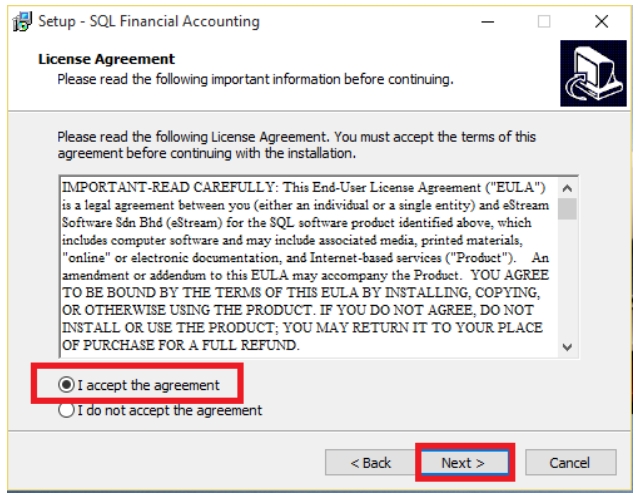 Setup - SQL Financial Accounting
License Agreement
Please read the following important information before continuing.
Please read the following License Agreement. You must accept the terms of this
agreement before continuing with the installation.
IMPORTANT-READ CAREFULLY: This End-User License Agreement ("EULA")
is a legal agreement between you (either an individual or a single entity) and eStream
Software Sdn Bhd (eStream) for the SQL software product identified above, which
includes computer software and may include associated media, printed materials,
"online" or electronic documentation, and Internet-based services ("Product"). An
amendment or addendum to this EULA may accompany the Product. YOU AGREE
TO BE BOUND BY THE TERMS OF THIS EULA BY INSTALLING, COPYING,
OR OTHERWISE USING THE PRODUCT. IF YOU DO NOT AGREE, DO NOT
INSTALL OR USE THE PRODUCT; YOU MAY RETURN IT TO YOUR PLACE
OF PURCHASE FOR A FULL REFUND.
I accept the agreement
I do not accept the agreement
< Back Next > Cancel